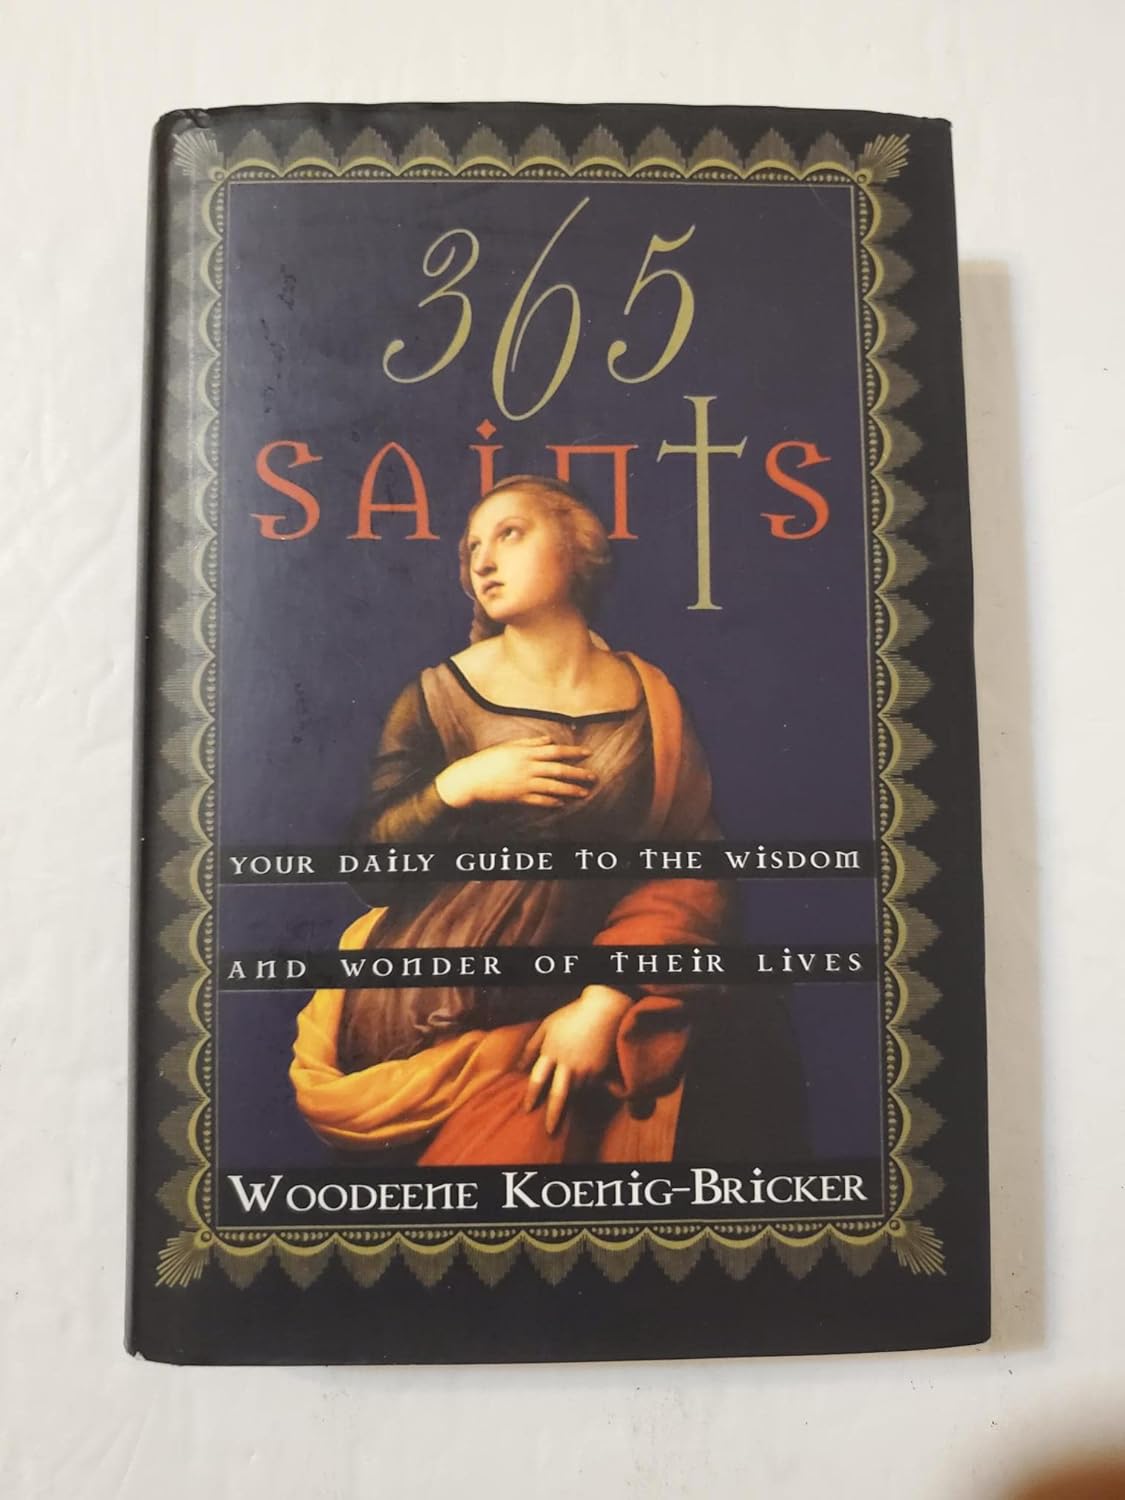 365
SAINTS
YOUR DAILY GUIDE TO THE WISDOM
AND WONDER OF THEIR LIVES
WOODEENE KOENIG-BRICKER